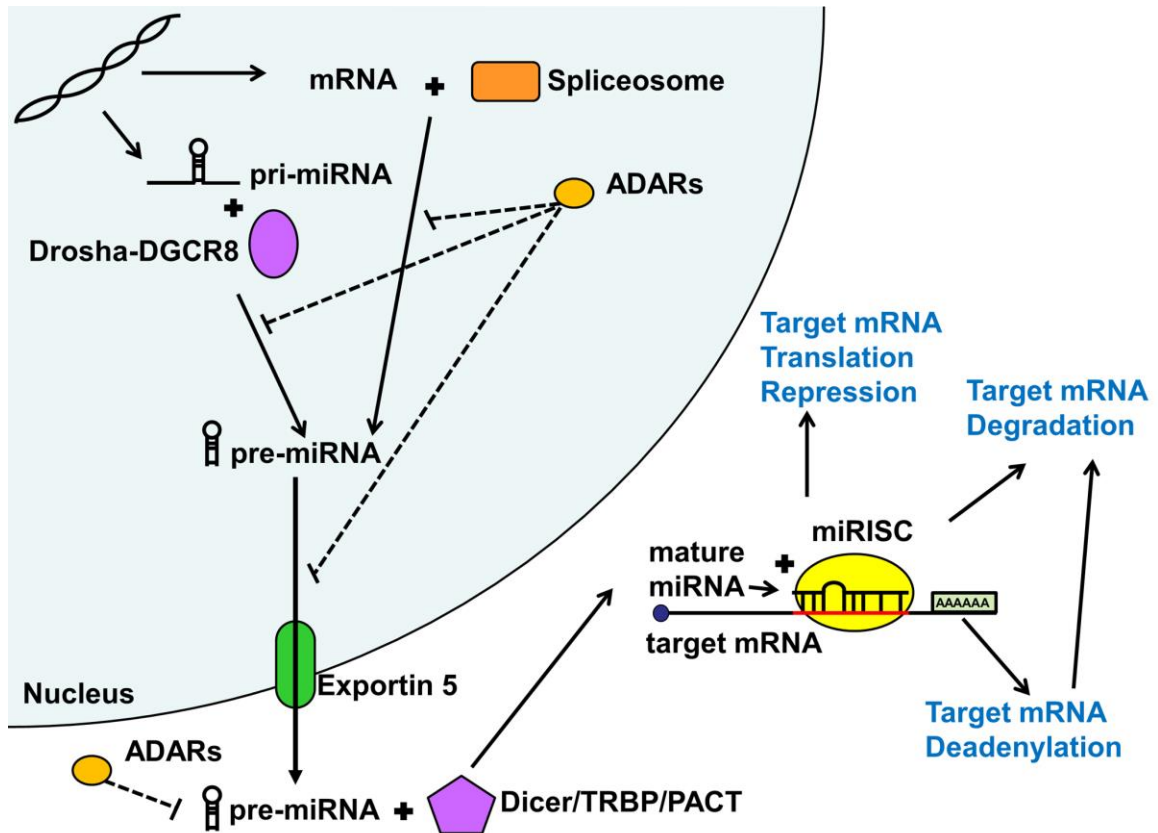 mRNA + Spliceosome
pri-miRNA
+
ADARs
Drosha-DGCR8
Target mRNA
Translation
Repression
Target mRNA
Degradation
pre-miRNA
miRISC
mature
miRNA
+
AAAAAA
target mRNA
Nucleus
Exportin 5
Target mRNA
Deadenylation
ADARs
pre-miRNA + Dicer/TRBP/PACT